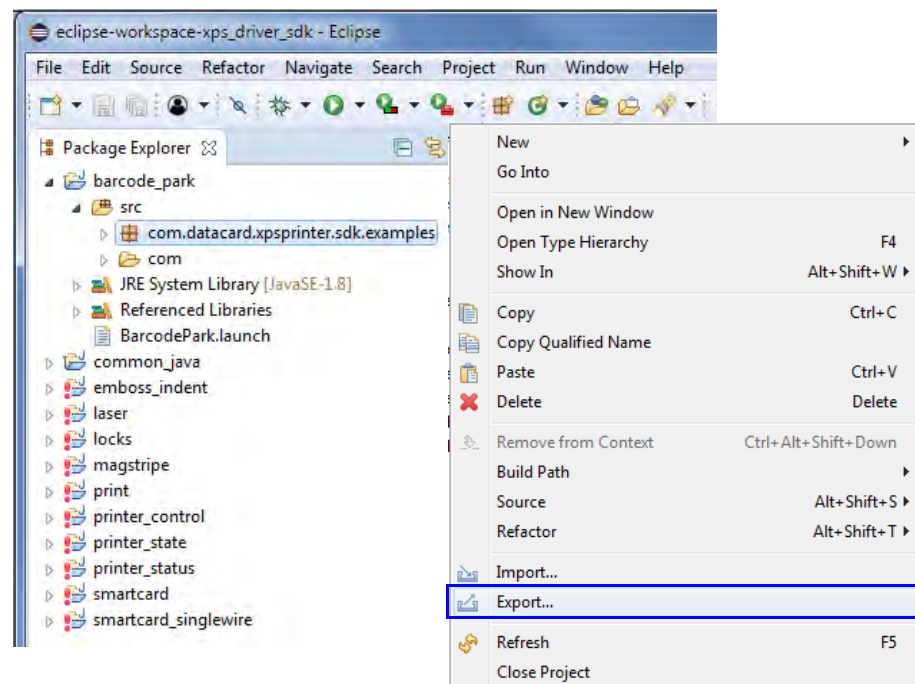 eclipse-workspace-xps_driver_sdk - Eclipse
File Edit Source Refactor Navigate Search Project Run Window Help
Package Explorer
barcode_park
src
com.datacard.xpsprinter.sdk.examples
com
JRE System Library [JavaSE-1.8]
Referenced Libraries
BarcodePark.launch
common_java
emboss_indent
laser
locks
magstripe
print
printer_control
printer_state
printer_status
smartcard
smartcard_singlewire
New
Go Into
Open in New Window
Open Type Hierarchy F4
Show In Alt+Shift+W
Copy Ctrl+C
Copy Qualified Name
Paste Ctrl+V
Delete Delete
Remove from Context Ctrl+Alt+Shift+Down
Build Path
Source Alt+Shift+S
Refactor Alt+Shift+T
Import...
Export...
Refresh F5
Close Project